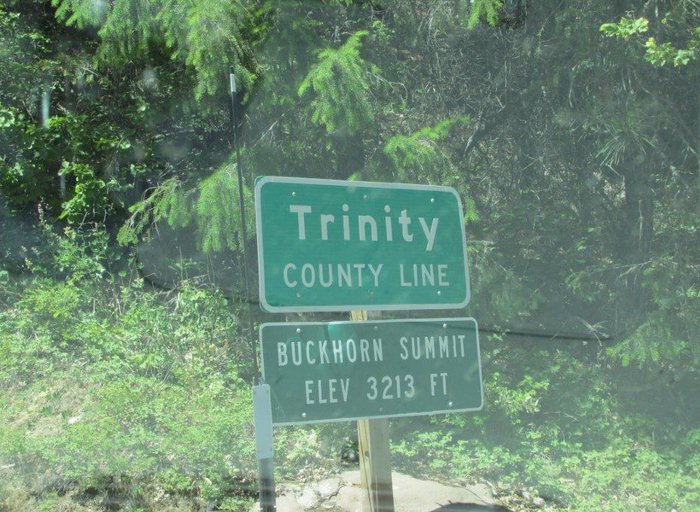 Trinity
COUNTY LINE
BUCKHORN SUMMIT
ELEV 3213 FT